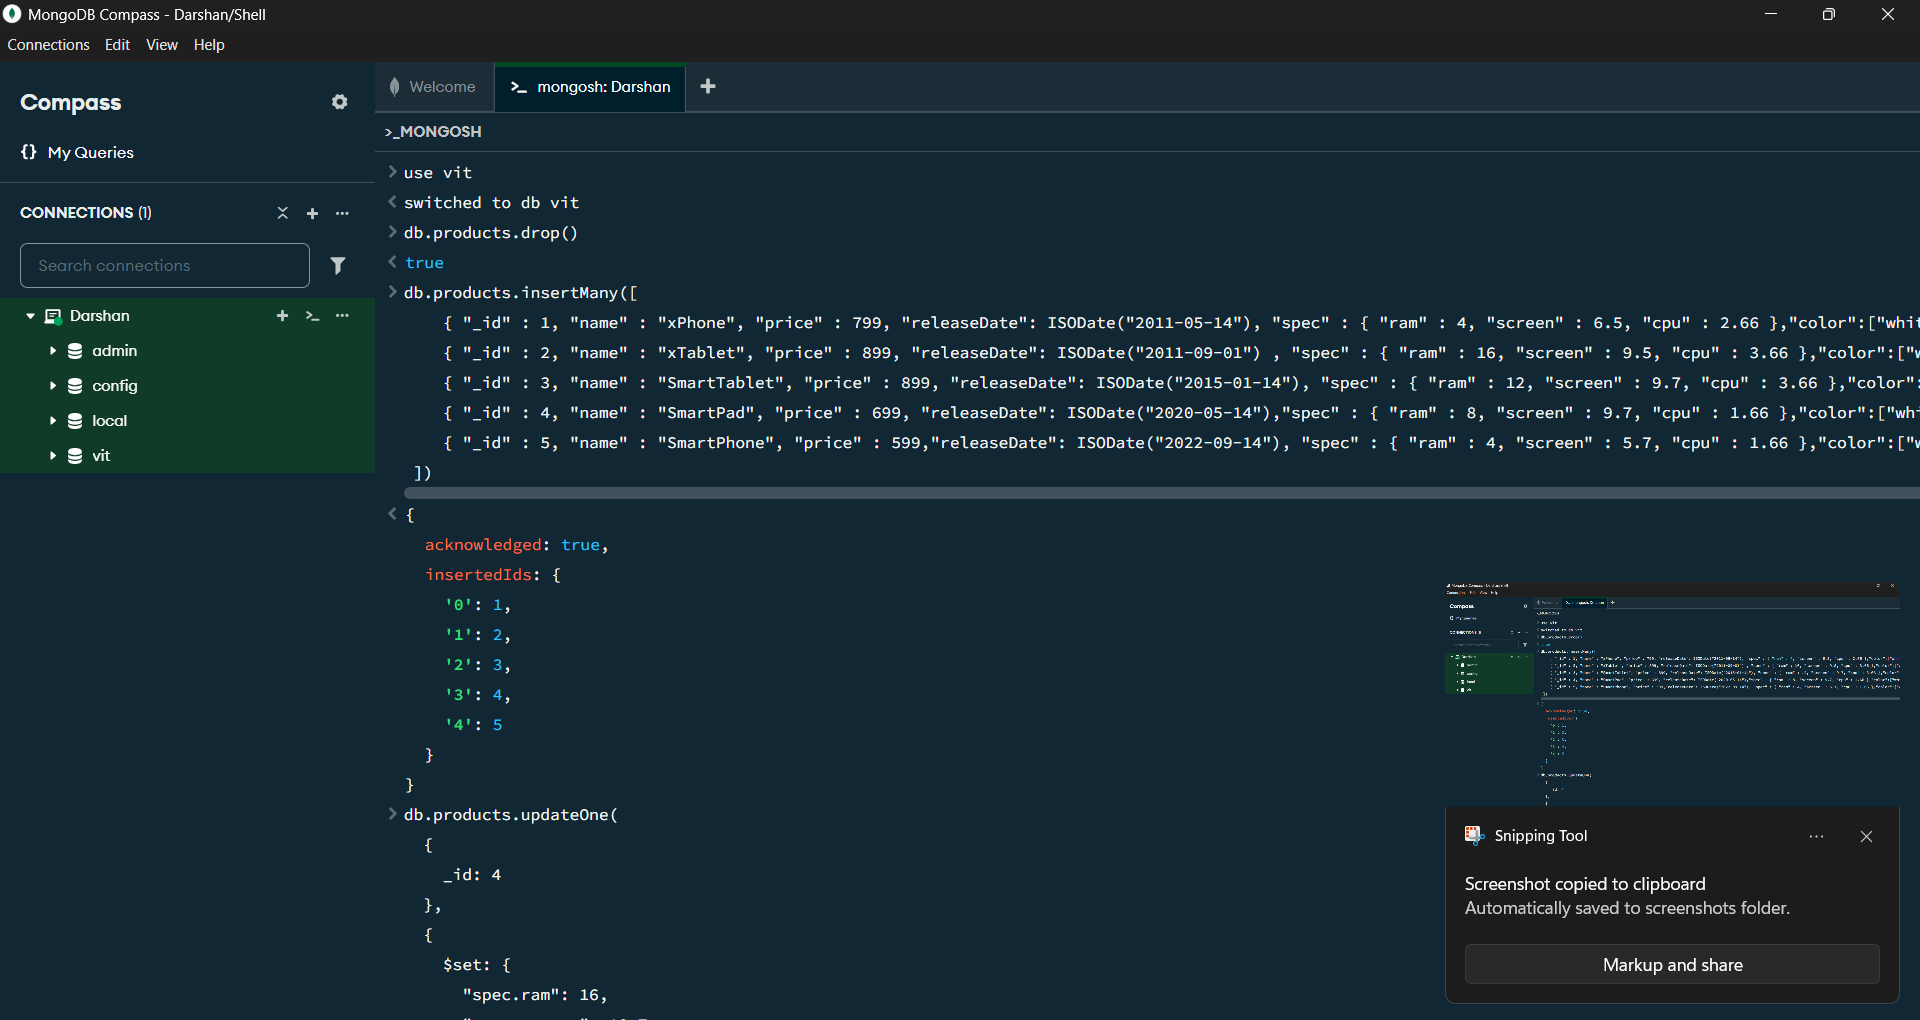 MongoDB Compass - Darshan/Shell
Connections Edit View Help
Compass
{} My Queries
CONNECTIONS (1)
Search connections
Darshan
admin
config
local
vit
Welcome
>_ mongosh: Darshan
>_MONGOSH
> use vit
< switched to db vit
> db.products.drop()
< true
> db.products.insertMany([
{ "_id" : 1, "name" : "xPhone", "price" : 799, "releaseDate": ISODate("2011-05-14"), "spec" : { "ram" : 4, "screen" : 6.5, "cpu" : 2.66 },"color":["whit
{ "_id" : 2, "name" : "xTablet", "price" : 899, "releaseDate": ISODate("2011-09-01") , "spec" : { "ram" : 16, "screen" : 9.5, "cpu" : 3.66 },"color":["w
{ "_id" : 3, "name" : "SmartTablet", "price" : 899, "releaseDate": ISODate("2015-01-14"), "spec" : { "ram" : 12, "screen" : 9.7, "cpu" : 3.66 },"color":
{ "_id" : 4, "name" : "SmartPad", "price" : 699, "releaseDate": ISODate("2020-05-14"),"spec" : { "ram" : 8, "screen" : 9.7, "cpu" : 1.66 },"color":["whi
{ "_id" : 5, "name" : "SmartPhone", "price" : 599,"releaseDate": ISODate("2022-09-14"), "spec" : { "ram" : 4, "screen" : 5.7, "cpu" : 1.66 },"color":["w
])
< {
acknowledged: true,
insertedIds: {
'0': 1,
'1': 2,
'2': 3,
'3': 4,
'4': 5
}
}
> db.products.updateOne(
{
_id: 4
},
{
$set: {
"spec.ram": 16,
Snipping Tool
Screenshot copied to clipboard
Automatically saved to screenshots folder.
Markup and share